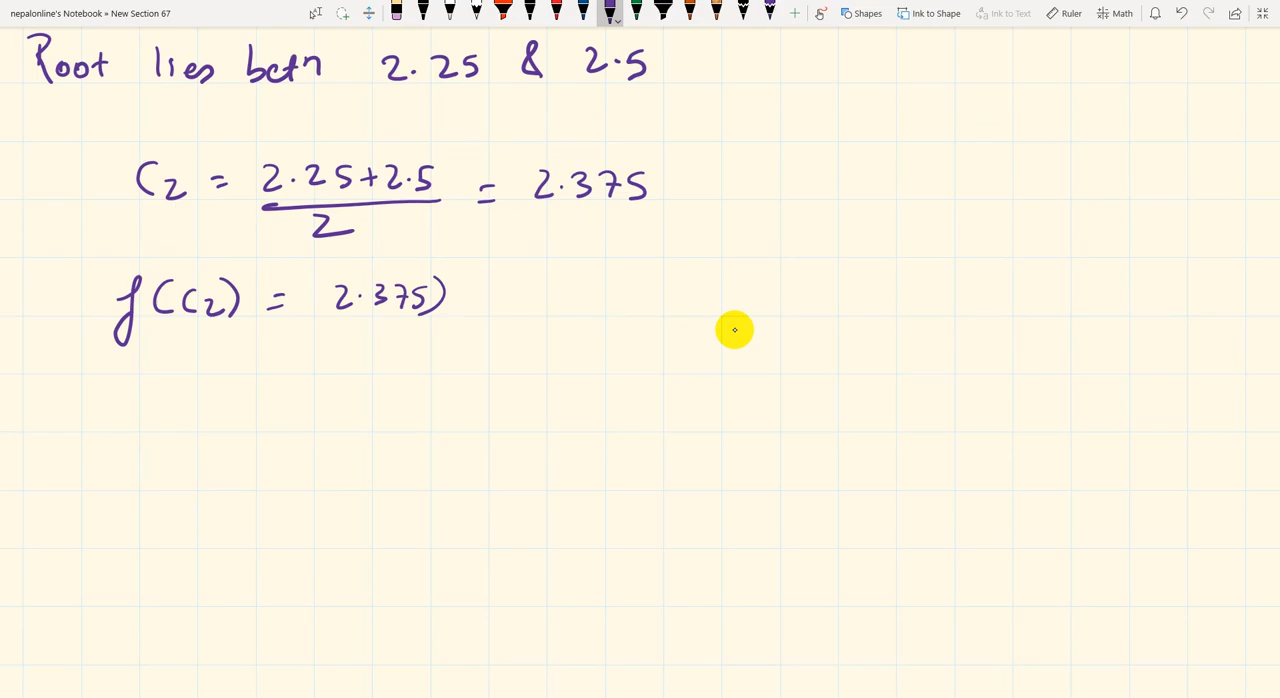 nepalonline's Notebook » New Section 67
Shapes Ink to Shape Ink to Text Ruler Math
Root lies betn 2.25 & 2.5
C2 = 2.25+2.5 / 2 = 2.375
f(C2) = 2.375)